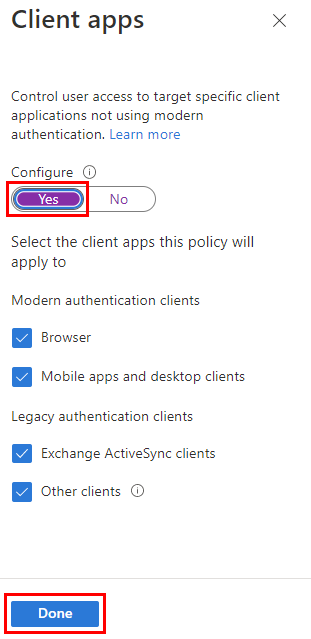 Client apps
Control user access to target specific client
applications not using modern
authentication. Learn more
Configure
Yes No
Select the client apps this policy will
apply to
Modern authentication clients
Browser
Mobile apps and desktop clients
Legacy authentication clients
Exchange ActiveSync clients
Other clients
Done